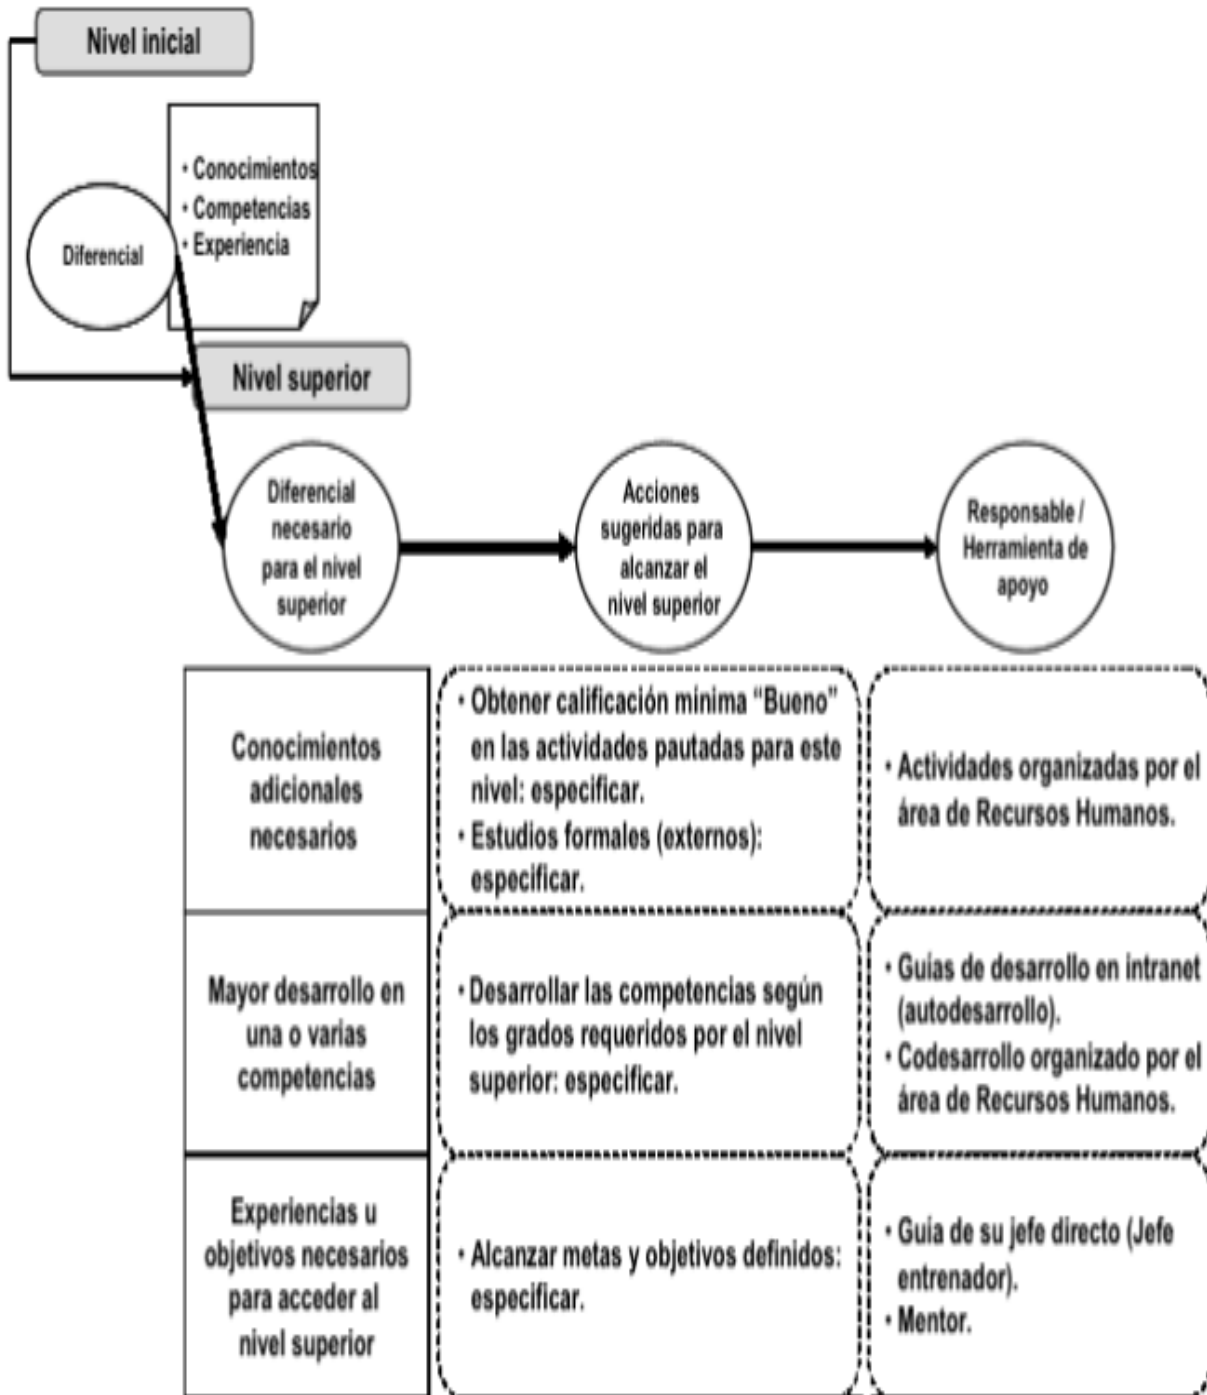 Nivel inicial
• Conocimientos
• Competencias
• Experiencia
Diferencial
Nivel superior
Diferencial
necesario
para el nivel
superior
Acciones
sugeridas para
alcanzar el
nivel superior
Responsable /
Herramienta de
apoyo
Conocimientos
adicionales
necesarios
• Obtener calificación mínima “Bueno”
en las actividades pautadas para este
nivel: especificar.
• Estudios formales (externos):
especificar.
• Actividades organizadas por el
área de Recursos Humanos.
Mayor desarrollo en
una o varias
competencias
• Desarrollar las competencias según
los grados requeridos por el nivel
superior: especificar.
• Guías de desarrollo en intranet
(autodesarrollo).
• Codesarrollo organizado por el
área de Recursos Humanos.
Experiencias u
objetivos necesarios
para acceder al
nivel superior
• Alcanzar metas y objetivos definidos:
especificar.
• Guía de su jefe directo (Jefe
entrenador).
• Mentor.